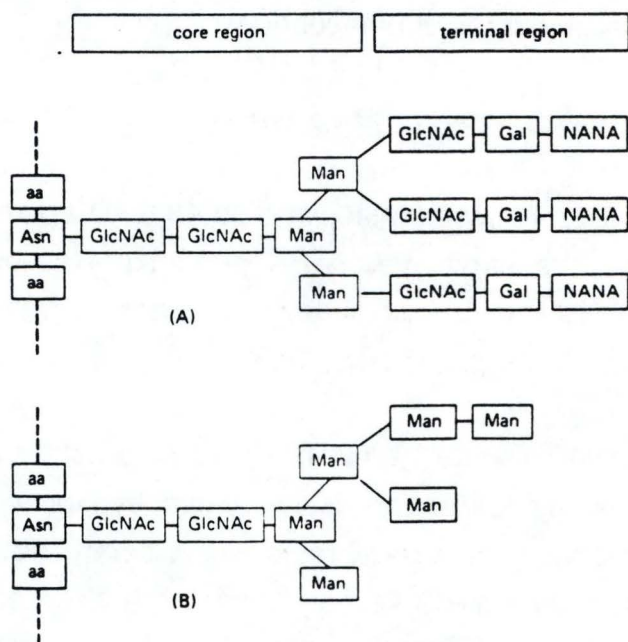 core region terminal region
GlcNAc Gal NANA
Man
aa GlcNAc Gal NANA
Asn GlcNAc GlcNAc Man
aa Man GlcNAc Gal NANA
(A)
Man Man
Man
aa Man
Asn GlcNAc GlcNAc Man
aa Man
(B)